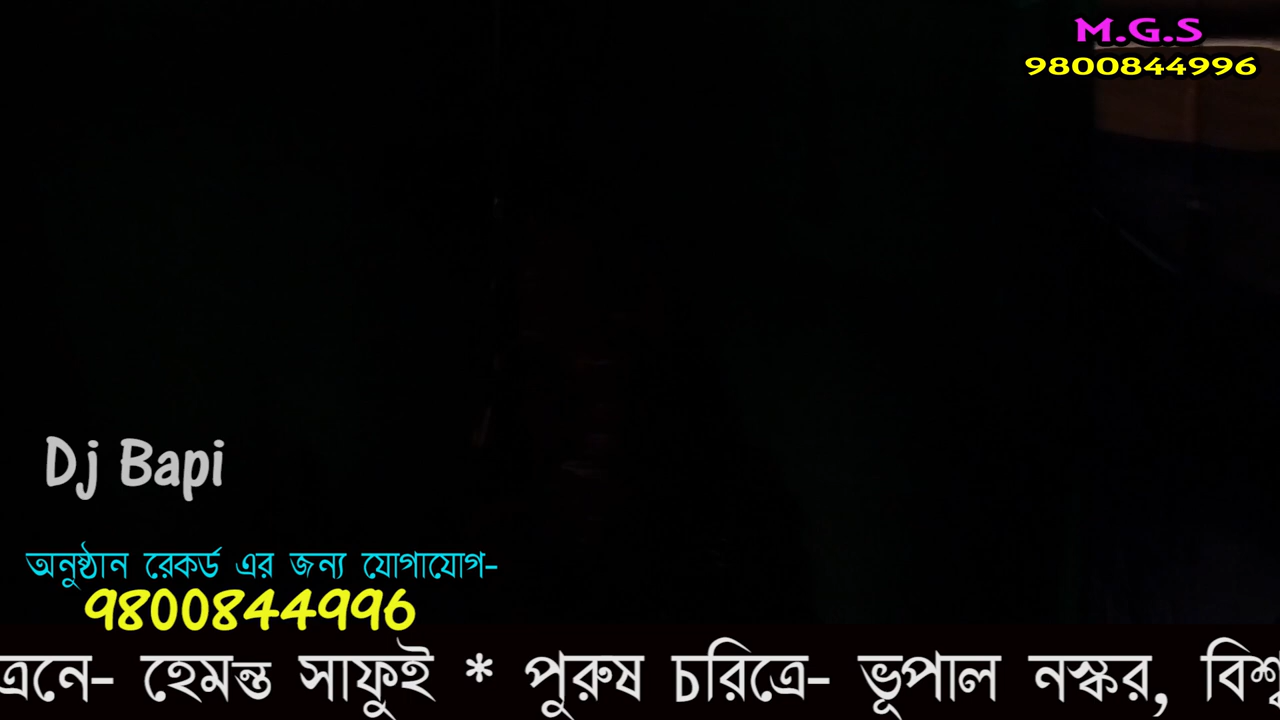 M.G.S
9800844996
Dj Bapi
অনুষ্ঠান রেকর্ড এর জন্য যোগাযোগ-
9800844996
হেমন্ত সাফুই * পুরুষ চরিত্রে- ভূপাল নস্কর,